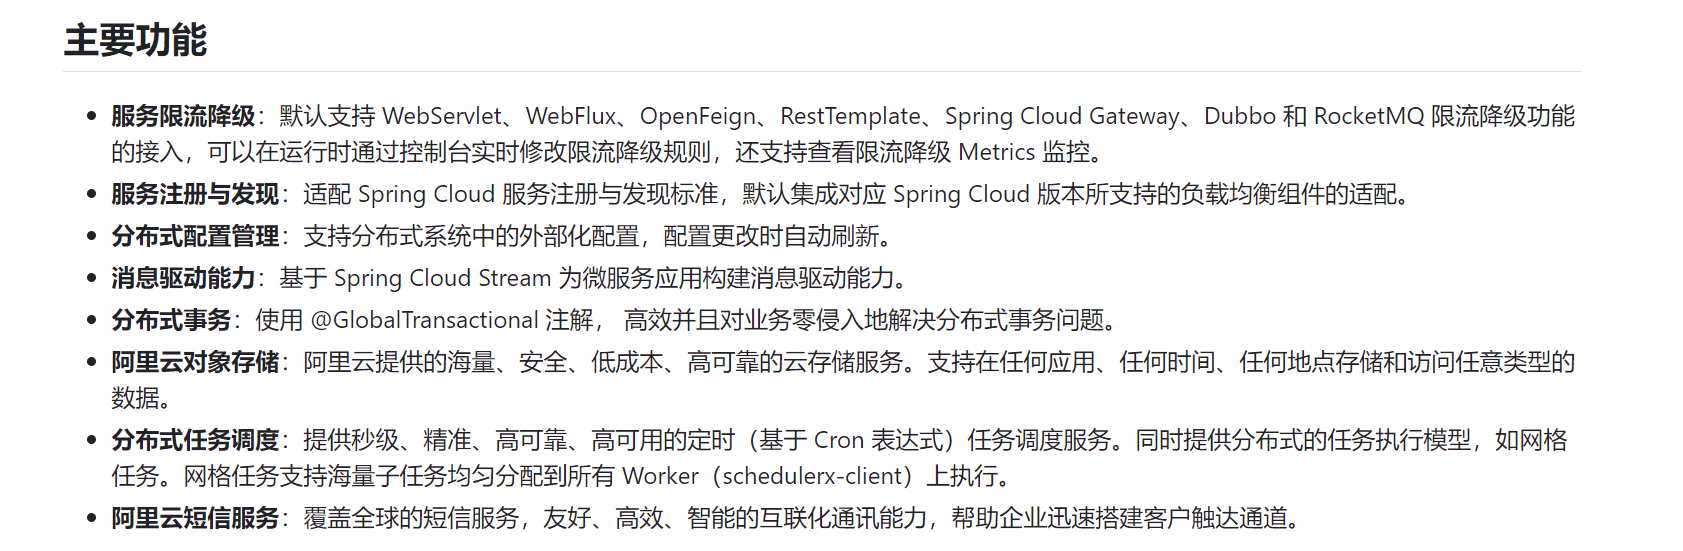 主要功能
服务限流降级：默认支持 WebServlet、WebFlux、OpenFeign、RestTemplate、Spring Cloud Gateway、Dubbo 和 RocketMQ 限流降级功能
的接入，可以在运行时通过控制台实时修改限流降级规则，还支持查看限流降级 Metrics 监控。
服务注册与发现：适配 Spring Cloud 服务注册与发现标准，默认集成对应 Spring Cloud 版本所支持的负载均衡组件的适配。
分布式配置管理：支持分布式系统中的外部化配置，配置更改时自动刷新。
消息驱动能力：基于 Spring Cloud Stream 为微服务应用构建消息驱动能力。
分布式事务：使用 @GlobalTransactional 注解， 高效并且对业务零侵入地解决分布式事务问题。
阿里云对象存储：阿里云提供的海量、安全、低成本、高可靠的云存储服务。支持在任何应用、任何时间、任何地点存储和访问任意类型的
数据。
分布式任务调度：提供秒级、精准、高可靠、高可用的定时（基于 Cron 表达式）任务调度服务。同时提供分布式的任务执行模型，如网格
任务。网格任务支持海量子任务均匀分配到所有 Worker（schedulerx-client）上执行。
阿里云短信服务：覆盖全球的短信服务，友好、高效、智能的互联化通讯能力，帮助企业迅速搭建客户触达通道。